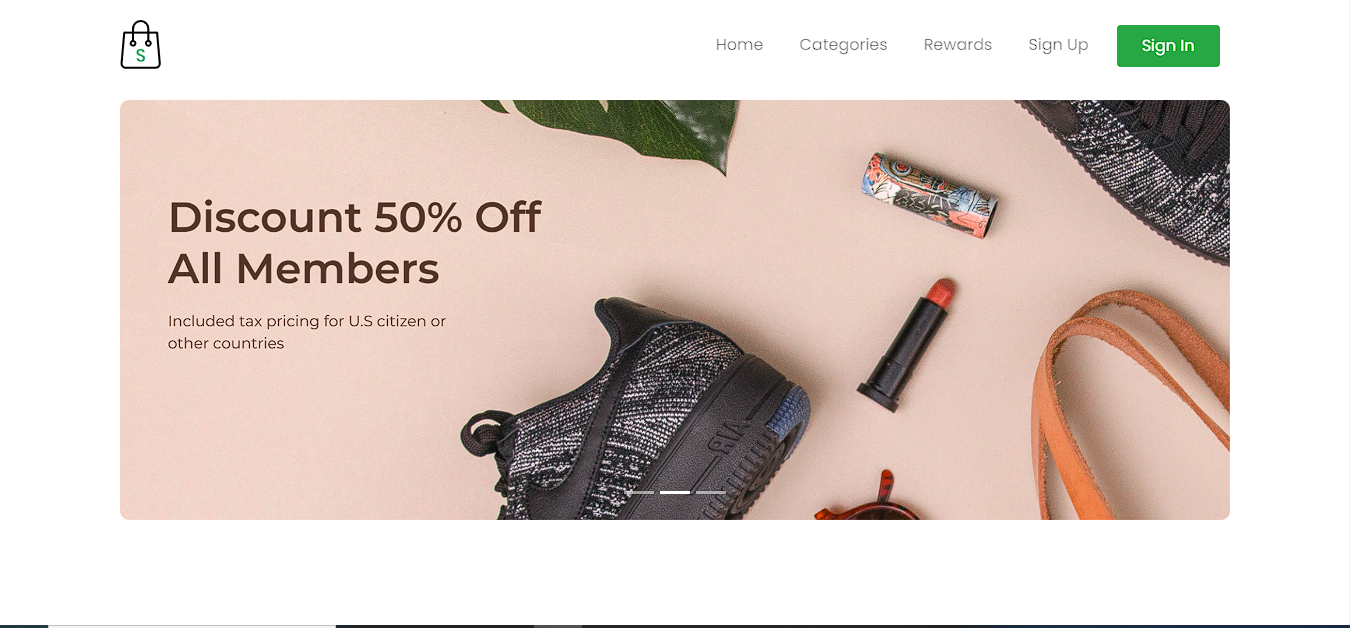 S
Home Categories Rewards Sign Up Sign In
Discount 50% Off
All Members
Included tax pricing for U.S citizen or
other countries
AIR